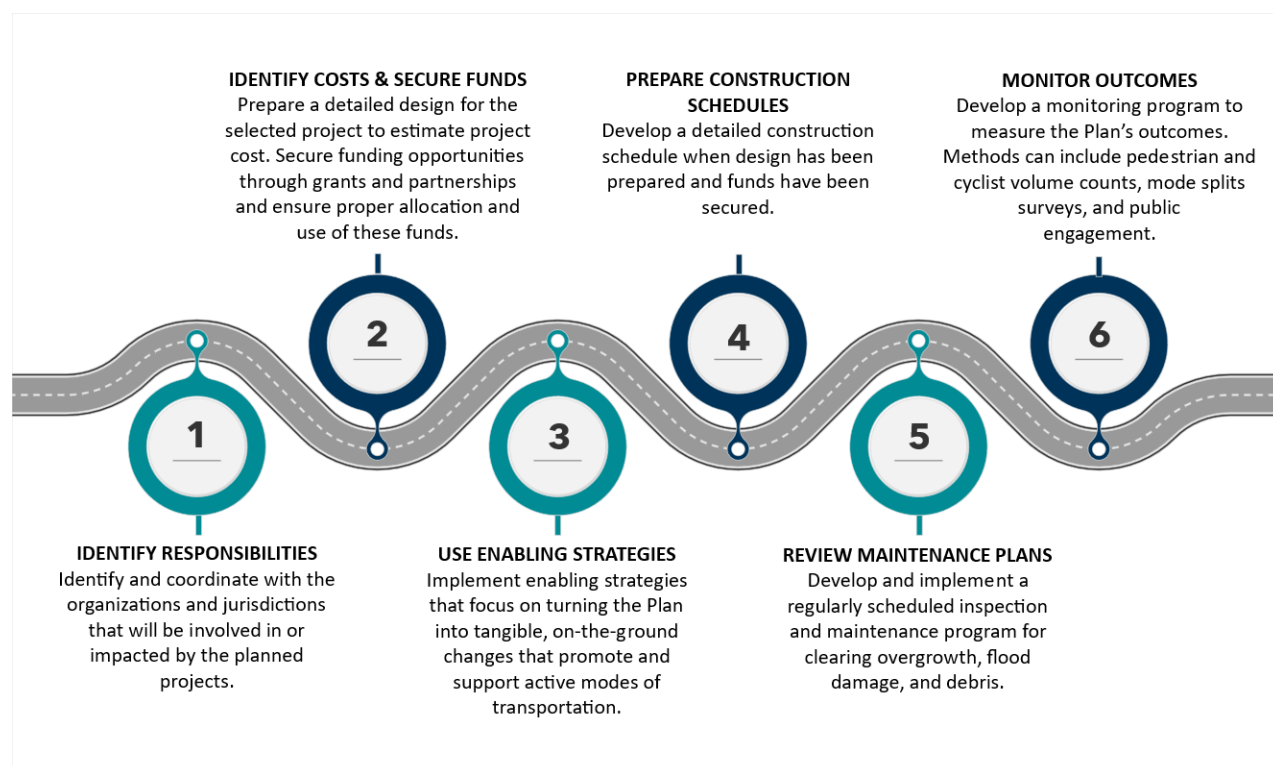 IDENTIFY COSTS & SECURE FUNDS
Prepare a detailed design for the
selected project to estimate project
cost. Secure funding opportunities
through grants and partnerships
and ensure proper allocation and
use of these funds.
PREPARE CONSTRUCTION
SCHEDULES
Develop a detailed construction
schedule when design has been
prepared and funds have been
secured.
MONITOR OUTCOMES
Develop a monitoring program to
measure the Plan’s outcomes.
Methods can include pedestrian and
cyclist volume counts, mode splits
surveys, and public
engagement.
2
4
6
1
3
5
IDENTIFY RESPONSIBILITIES
Identify and coordinate with the
organizations and jurisdictions
that will be involved in or
impacted by the planned
projects.
USE ENABLING STRATEGIES
Implement enabling strategies
that focus on turning the Plan
into tangible, on-the-ground
changes that promote and
support active modes of
transportation.
REVIEW MAINTENANCE PLANS
Develop and implement a
regularly scheduled inspection
and maintenance program for
clearing overgrowth, flood
damage, and debris.